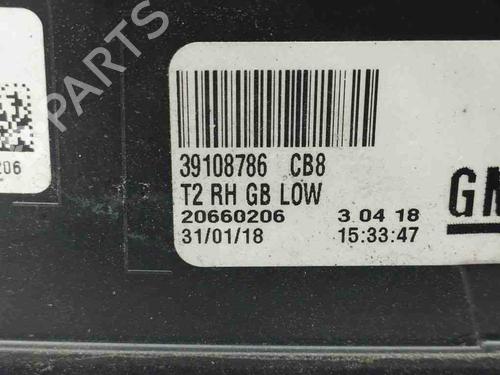 PARTS
39108786 CB8
T2 RH GB LOW
20660206 3 04 18
31/01/18 15:33:47
GM
206